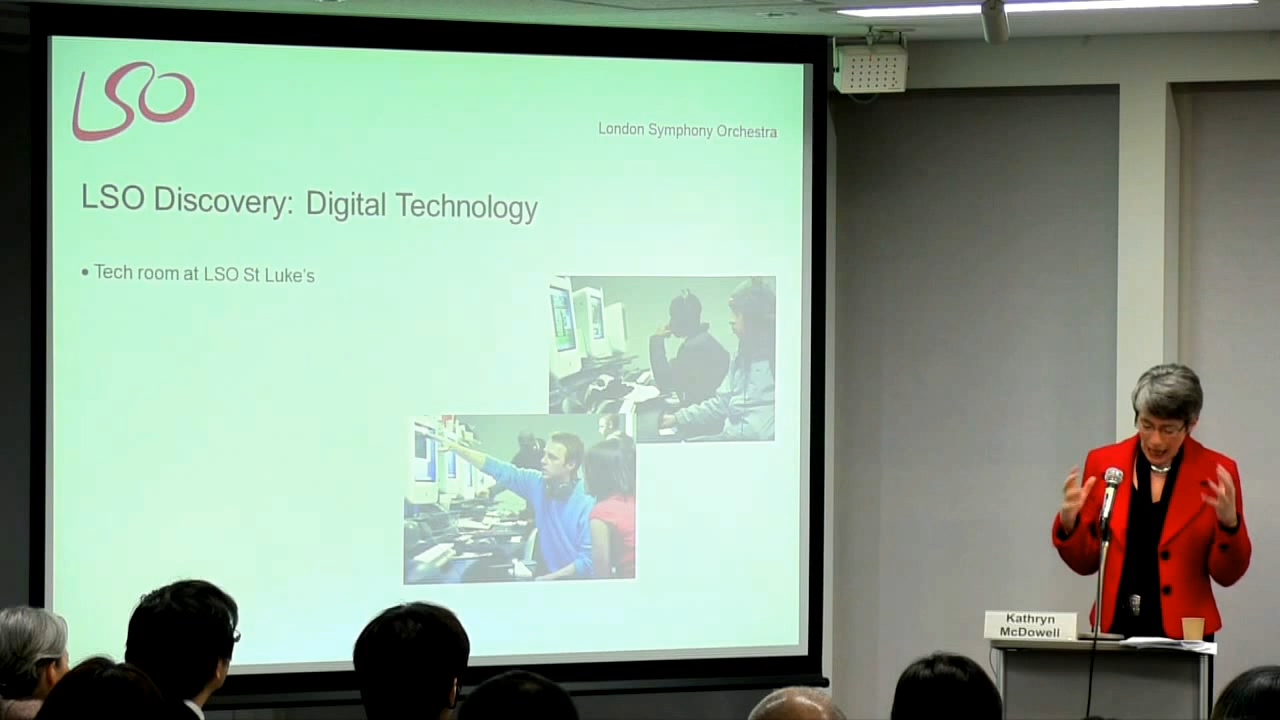 LSO
London Symphony Orchestra
LSO Discovery: Digital Technology
• Tech room at LSO St Luke's
Kathryn
McDowell